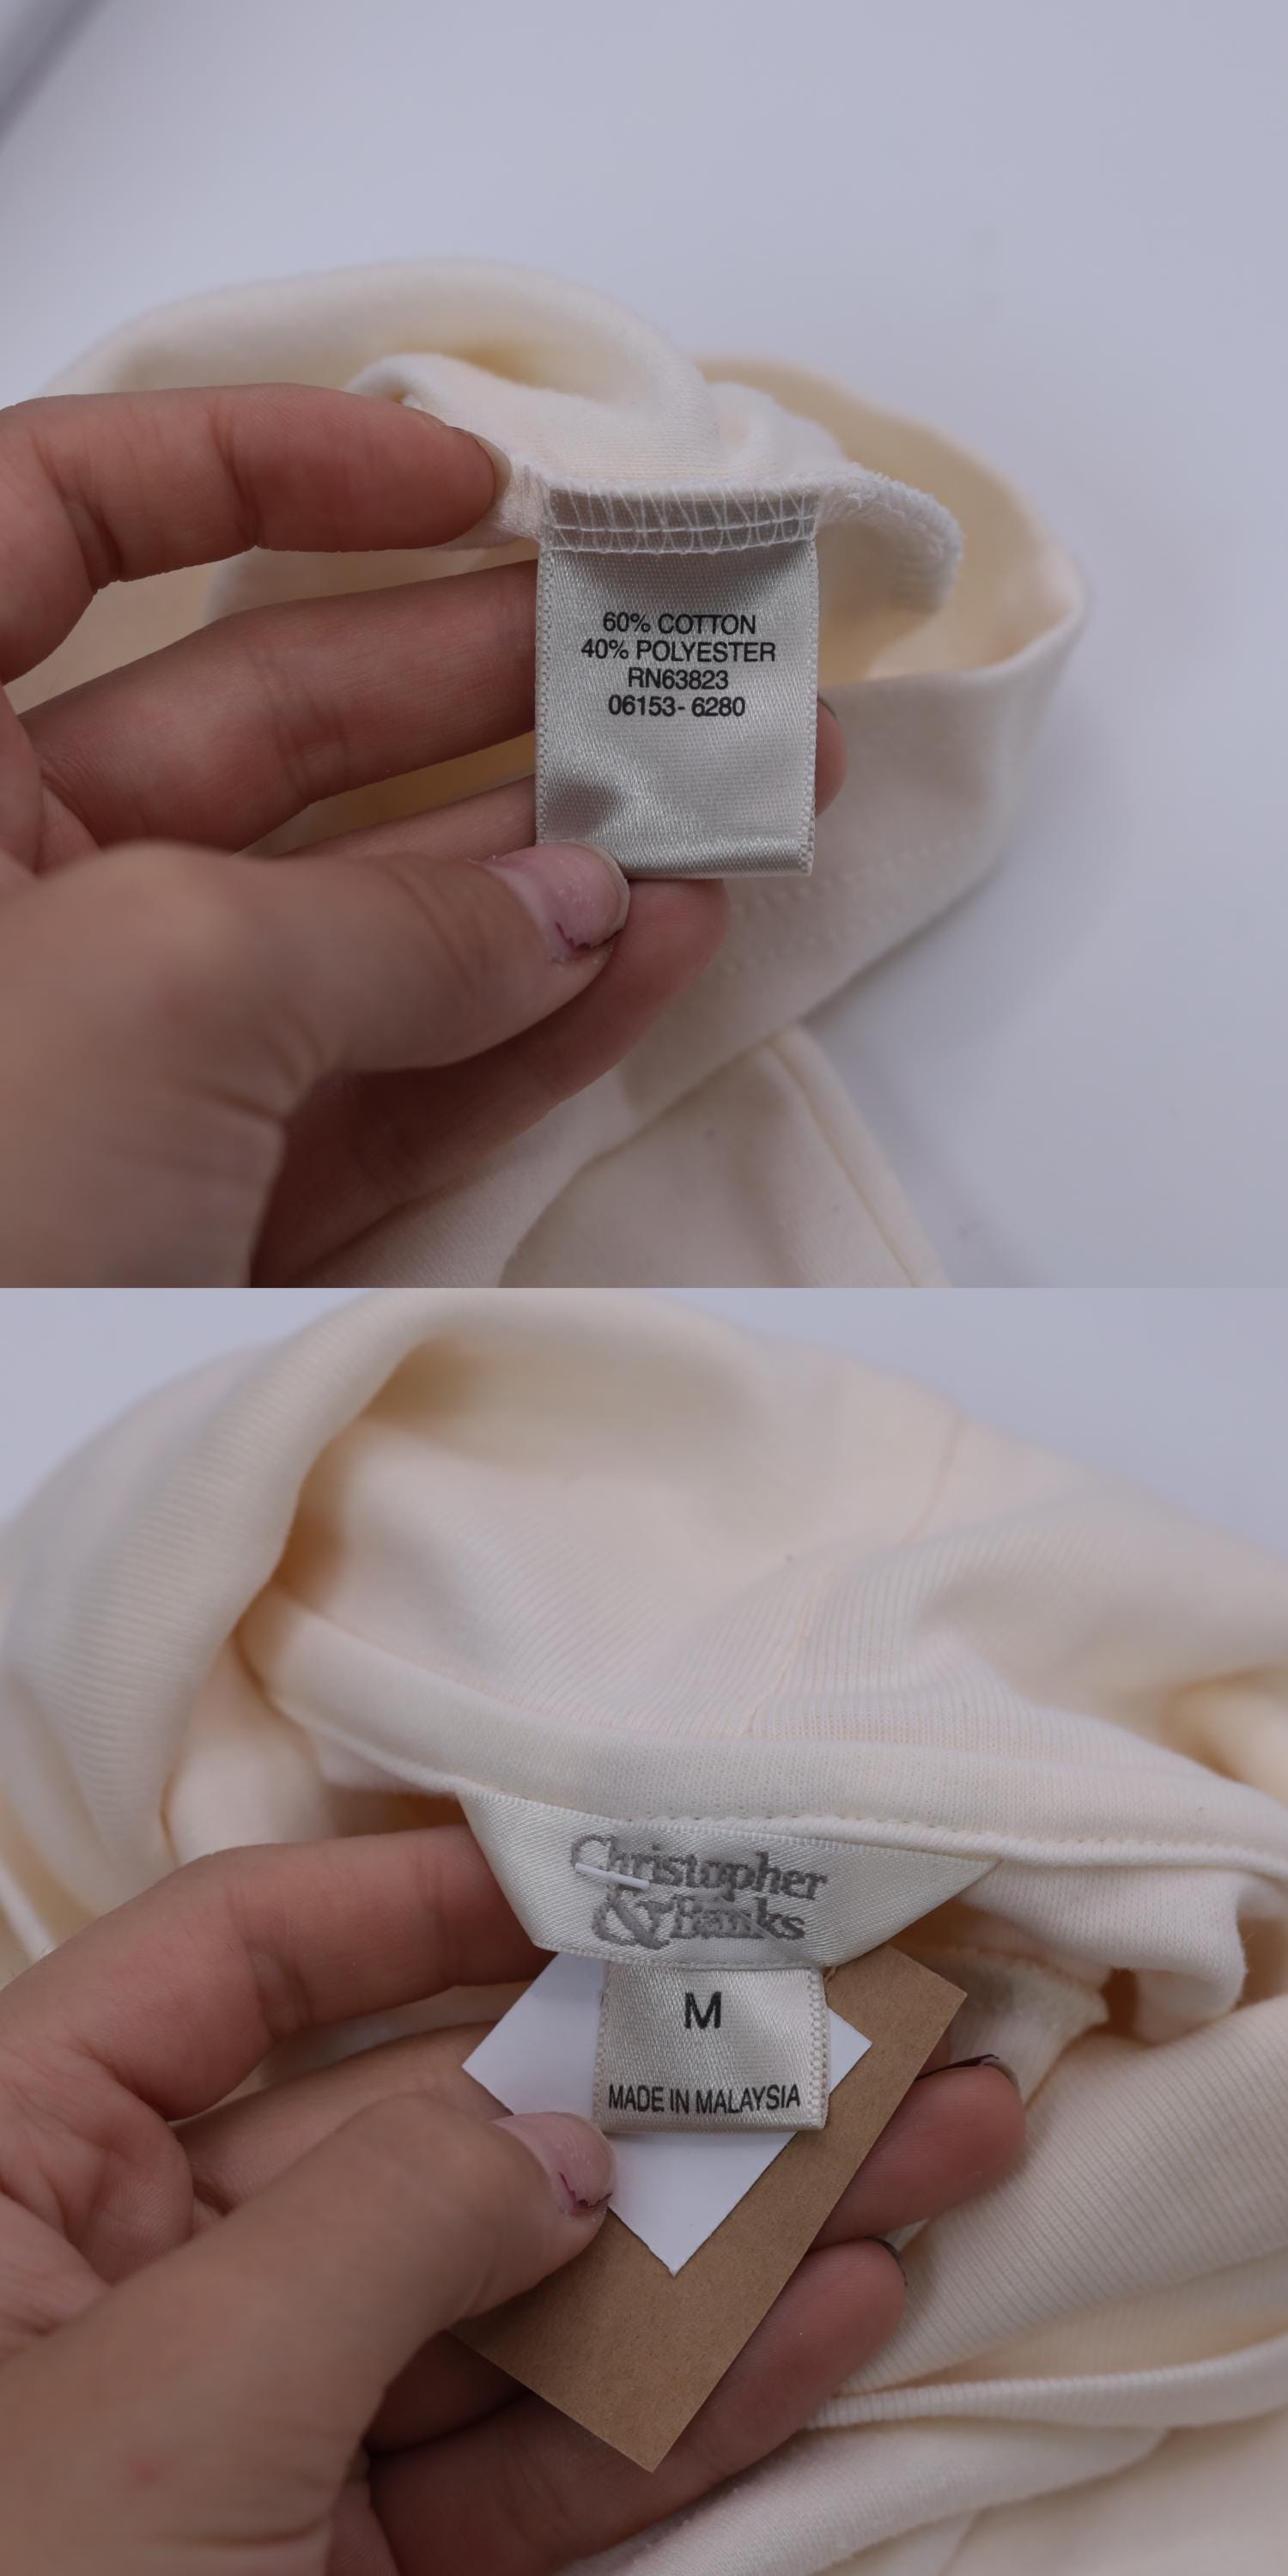 60% COTTON
40% POLYESTER
RN63823
06153-6280
Christopher
& Banks
M
MADE IN MALAYSIA